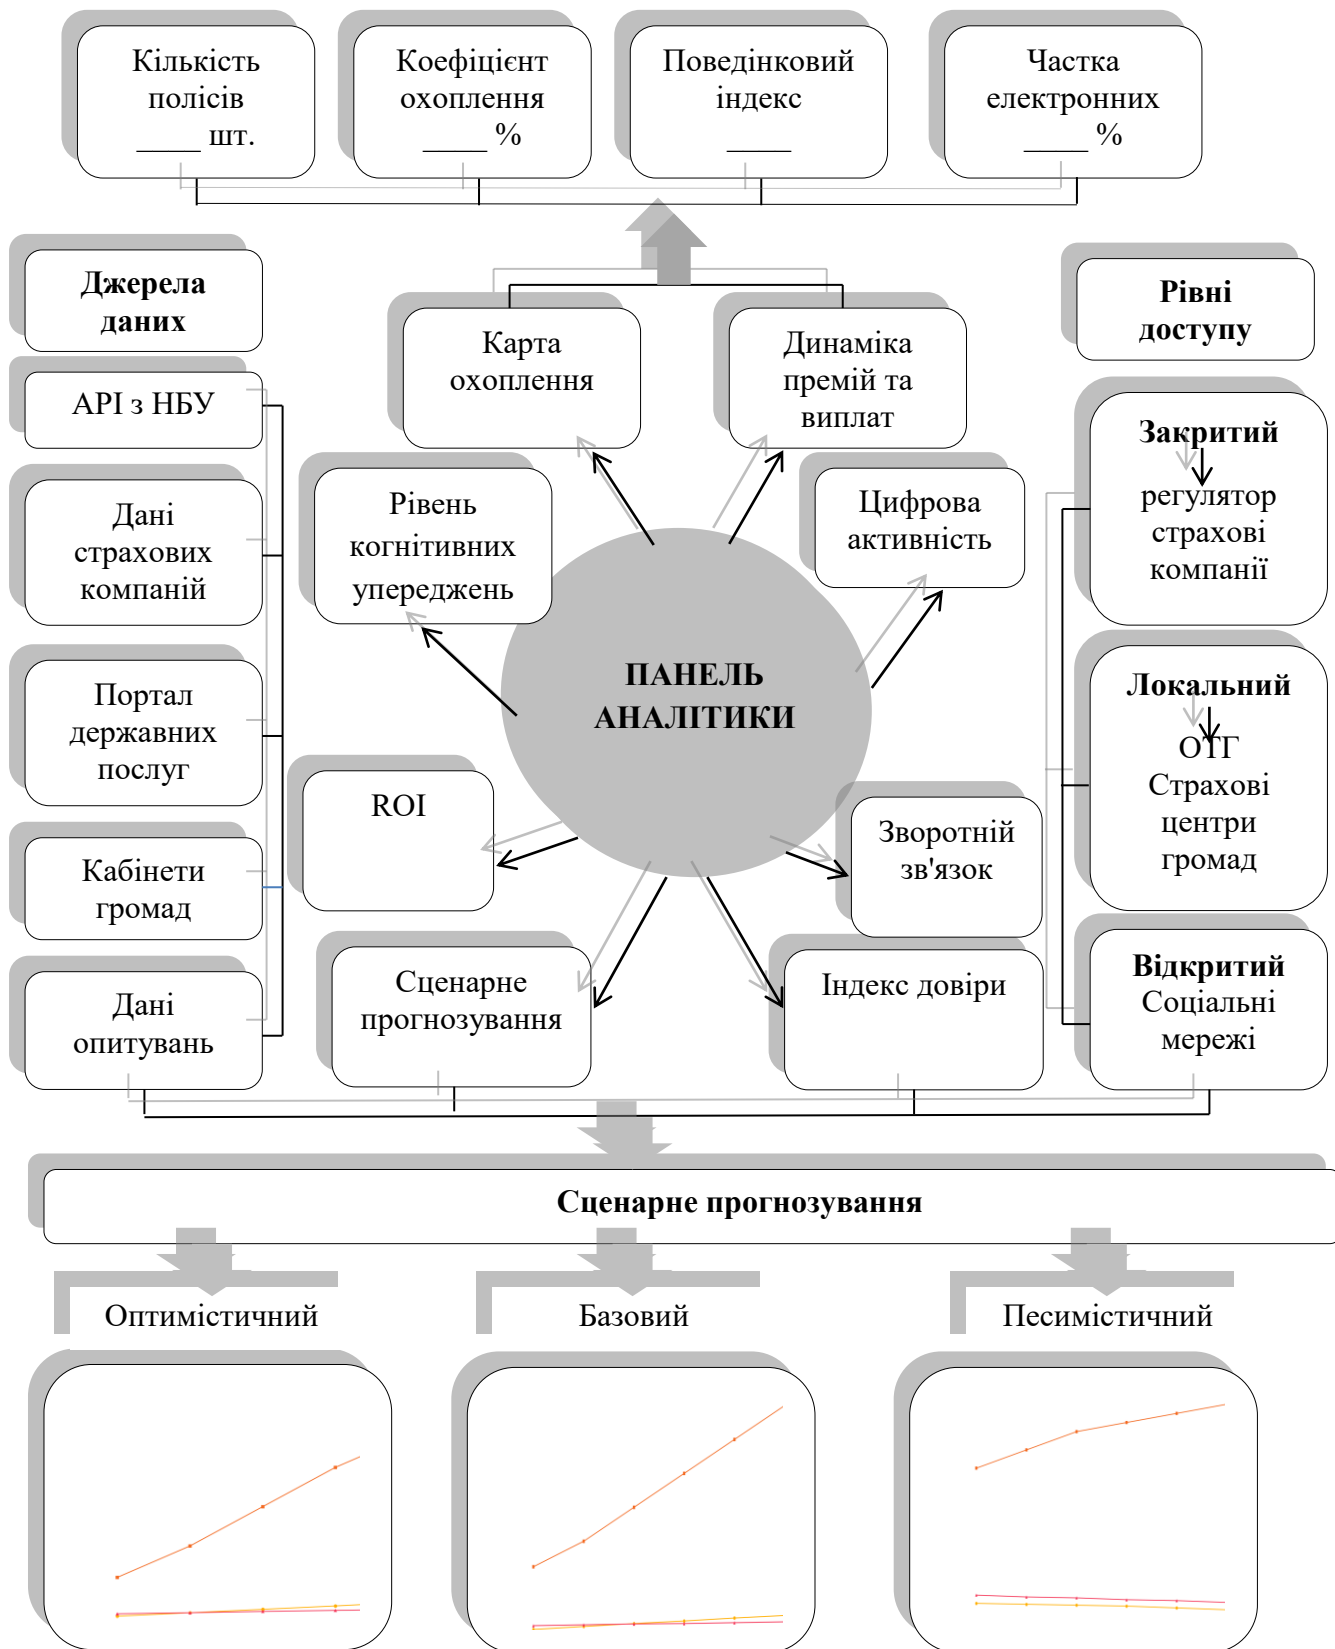 Кількість
полісів
____ шт.
Коефіцієнт
охоплення
____ %
Поведінковий
індекс
____
Частка
електронних
____ %
Джерела
даних
API з НБУ
Дані
страхових
компаній
Портал
державних
послуг
Кабінети
громад
Дані
опитувань
Карта
охоплення
Динаміка
премій та
виплат
Рівень
когнітивних
упереджень
Цифрова
активність
ПАНЕЛЬ
АНАЛІТИКИ
ROI
Зворотній
зв'язок
Сценарне
прогнозування
Індекс довіри
Рівні
доступу
Закритий
регулятор
страхові
компанії
Локальний
ОТГ
Страхові
центри
громад
Відкритий
Соціальні
мережі
Сценарне прогнозування
Оптимістичний
Базовий
Песимістичний